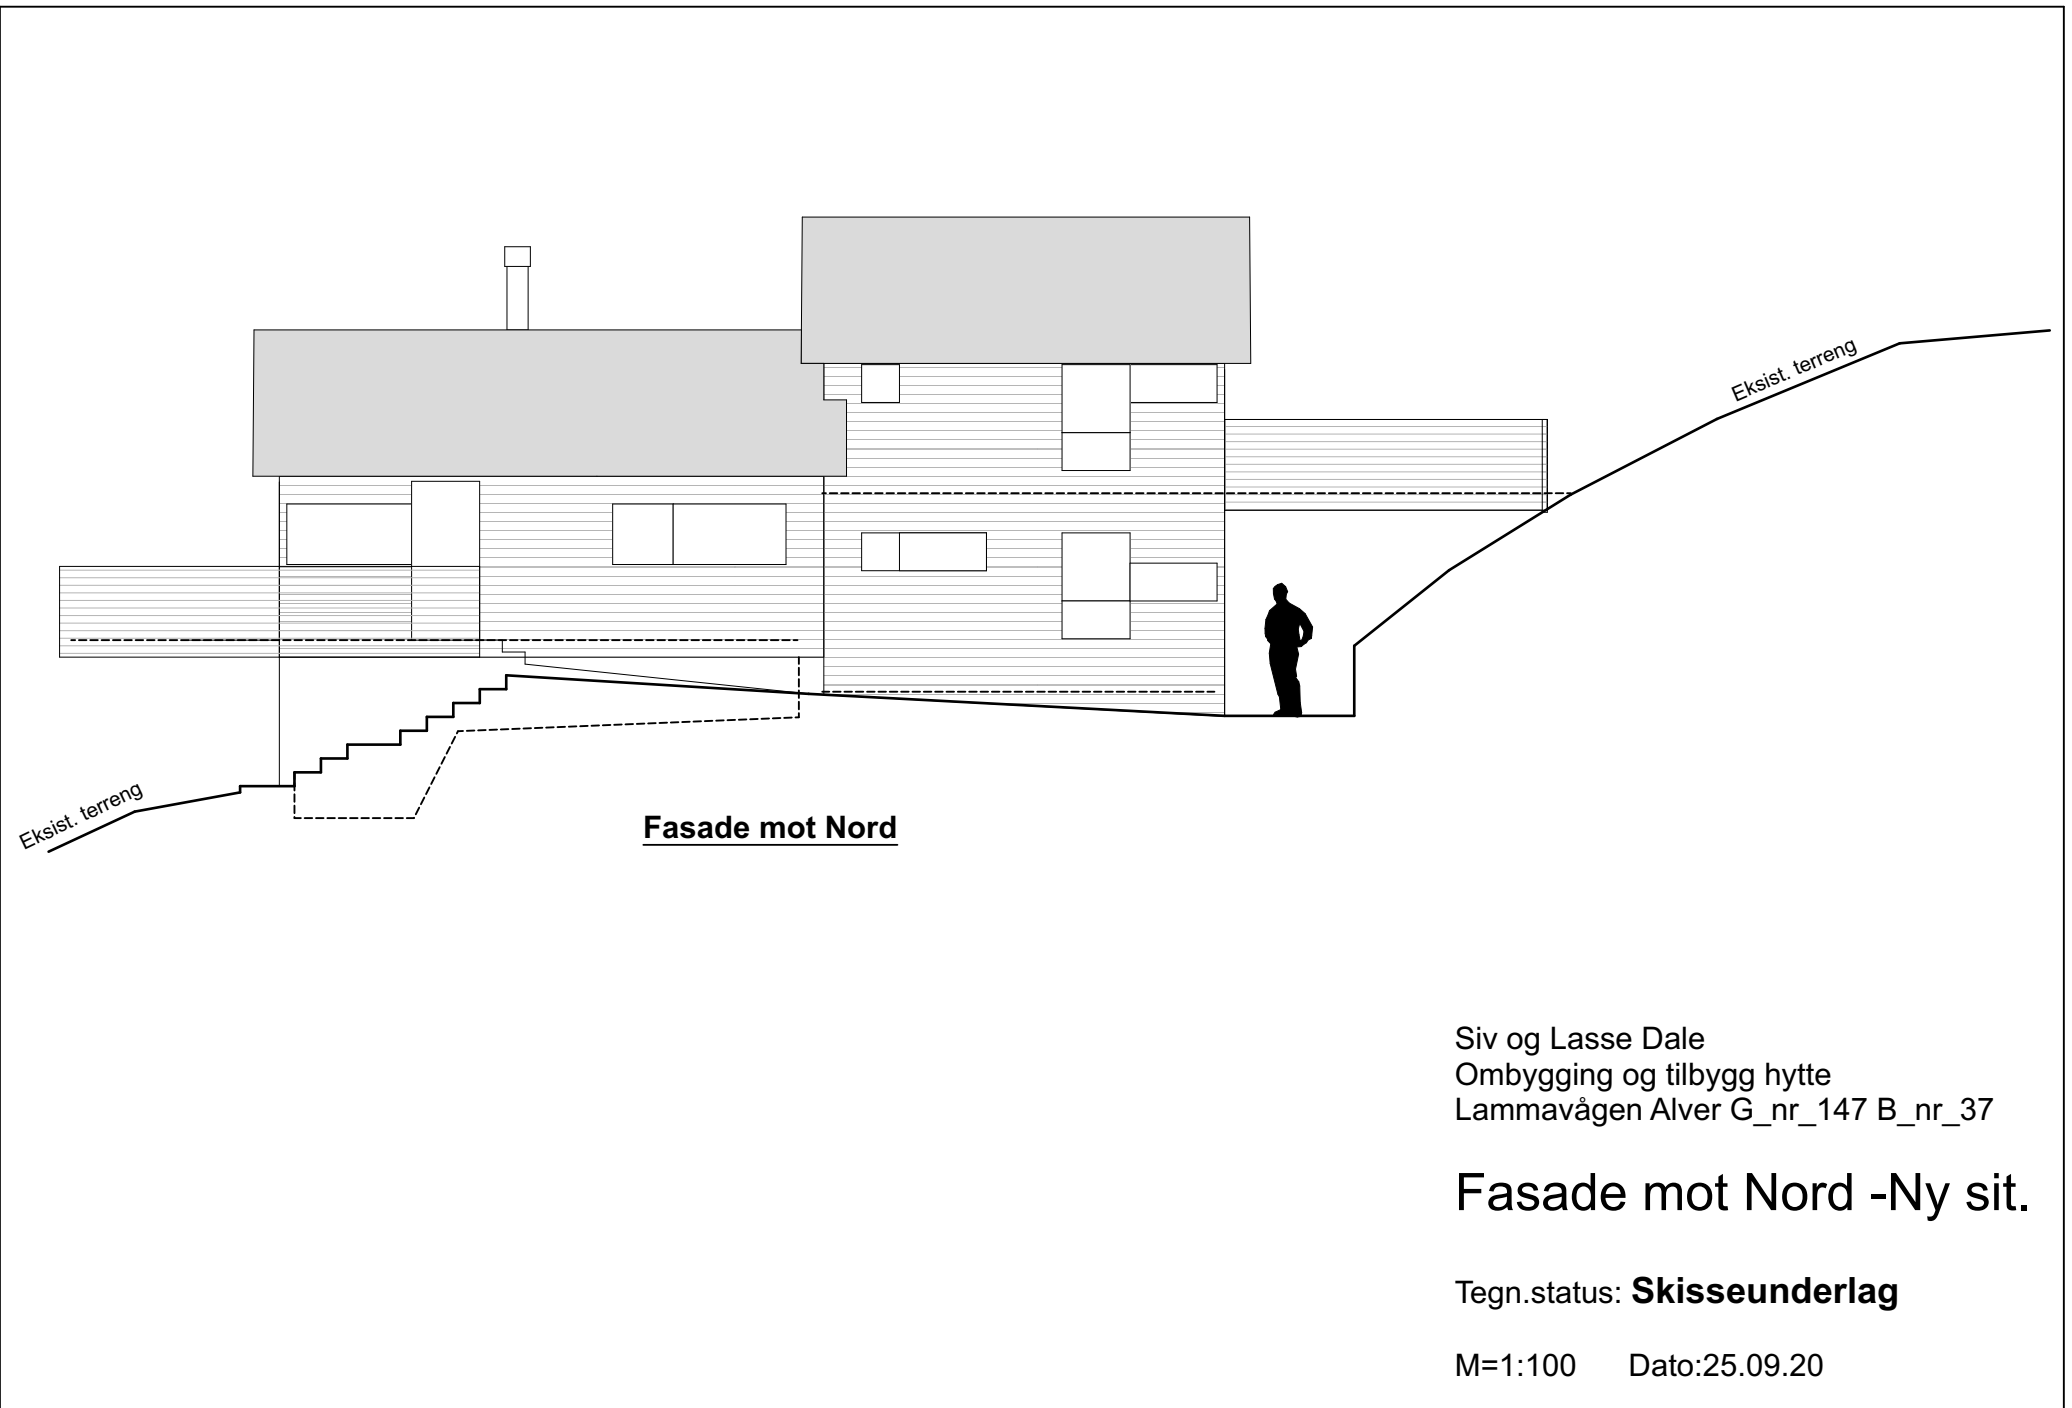 Eksist. terreng
Eksist. terreng
Fasade mot Nord
Siv og Lasse Dale
Ombygging og tilbygg hytte
Lammavågen Alver G_nr_147 B_nr_37
Fasade mot Nord -Ny sit.
Tegn.status: Skisseunderlag
M=1:100 Dato:25.09.20